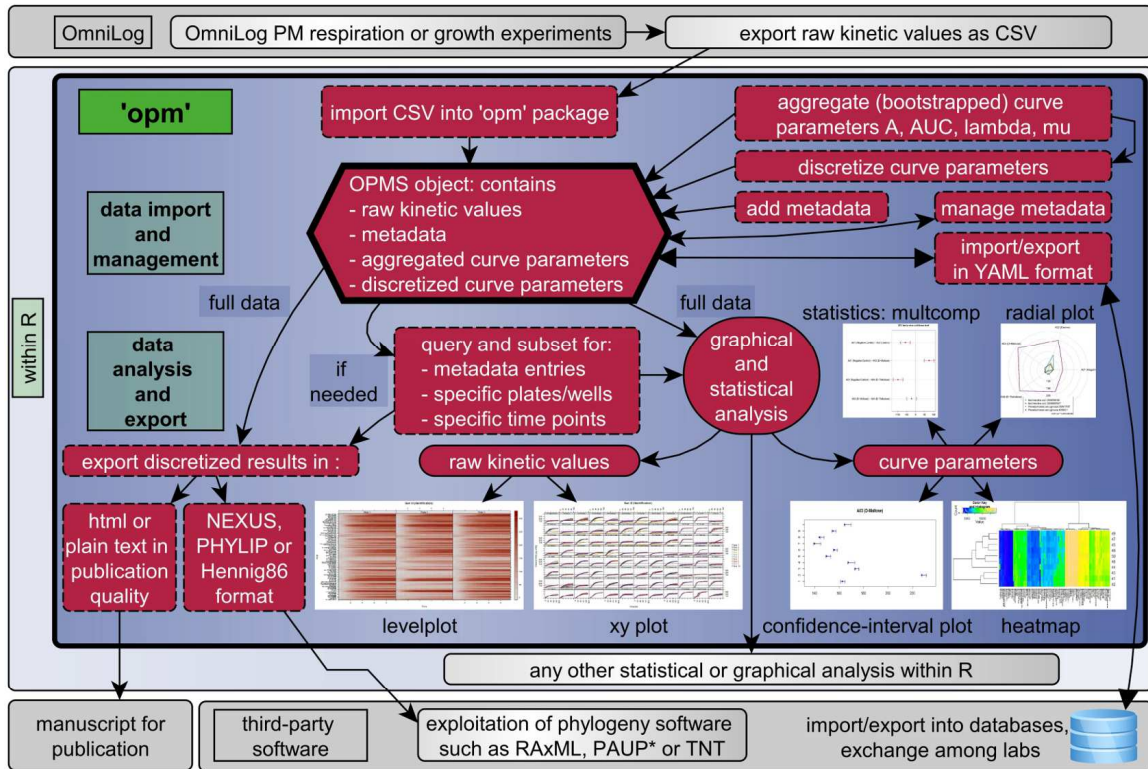 OmniLog
OmniLog PM respiration or growth experiments
export raw kinetic values as CSV
'opm'
import CSV into 'opm' package
aggregate (bootstrapped) curve
parameters A, AUC, lambda, mu
discretize curve parameters
OPMS object: contains
- raw kinetic values
- metadata
- aggregated curve parameters
- discretized curve parameters
add metadata
manage metadata
data import
and
management
import/export
in YAML format
within R
full data
full data
statistics: multcomp
radial plot
data
analysis
and
export
if
needed
query and subset for:
- metadata entries
- specific plates/wells
- specific time points
graphical
and
statistical
analysis
export discretized results in :
raw kinetic values
curve parameters
html or
plain text in
publication
quality
NEXUS,
PHYLIP or
Hennig86
format
levelplot
xy plot
confidence-interval plot
heatmap
any other statistical or graphical analysis within R
manuscript for
publication
third-party
software
exploitation of phylogeny software
such as RAxML, PAUP* or TNT
import/export into databases,
exchange among labs